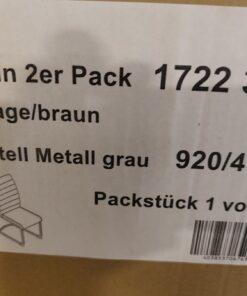 n 2er Pack 1722
age/braun
tell Metall grau 920/4
Packstück 1 vo